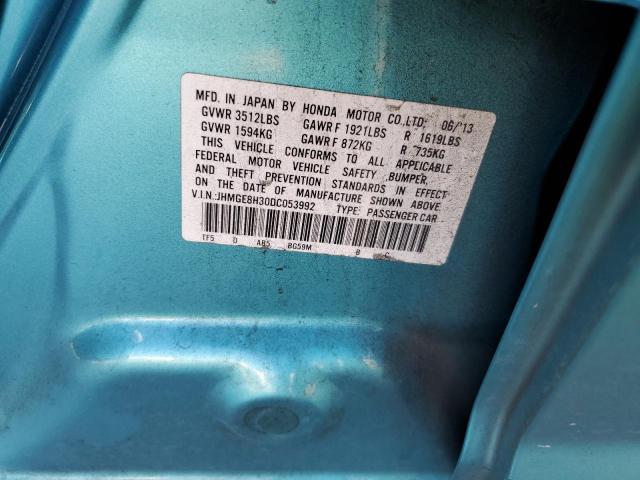 MFD. IN JAPAN BY HONDA MOTOR CO.,LTD; 06/'13
GVWR 3512LBS GAWR F 1921LBS R 1619LBS
GVWR 1594KG GAWR F 872KG R 735KG
THIS VEHICLE CONFORMS TO ALL APPLICABLE
FEDERAL MOTOR VEHICLE SAFETY, BUMPER,
AND THEFT PREVENTION STANDARDS IN EFFECT
ON THE DATE OF MANUFACTURE SHOWN ABOVE.
V.I.N.:JHMGE8H30DC053992 TYPE: PASSENGER CAR
TF5 D AB5 BG59M B C